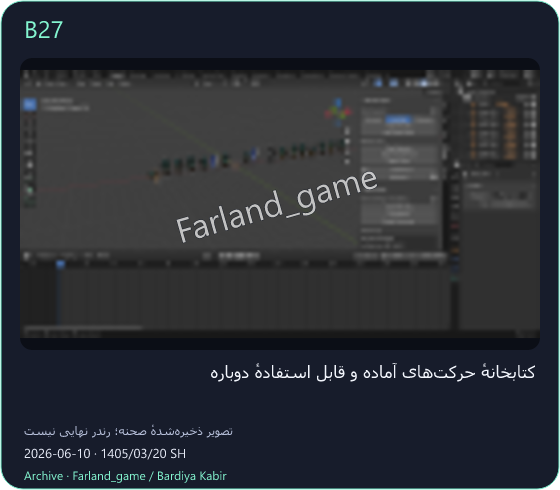 B27
Farland_game
کتابخانهٔ حرکت‌های آماده و قابل استفادهٔ دوباره
تصویر ذخیره‌شدهٔ صحنه؛ رندر نهایی نیست
2026-06-10 · 1405/03/20 SH
Archive · Farland_game / Bardiya Kabir